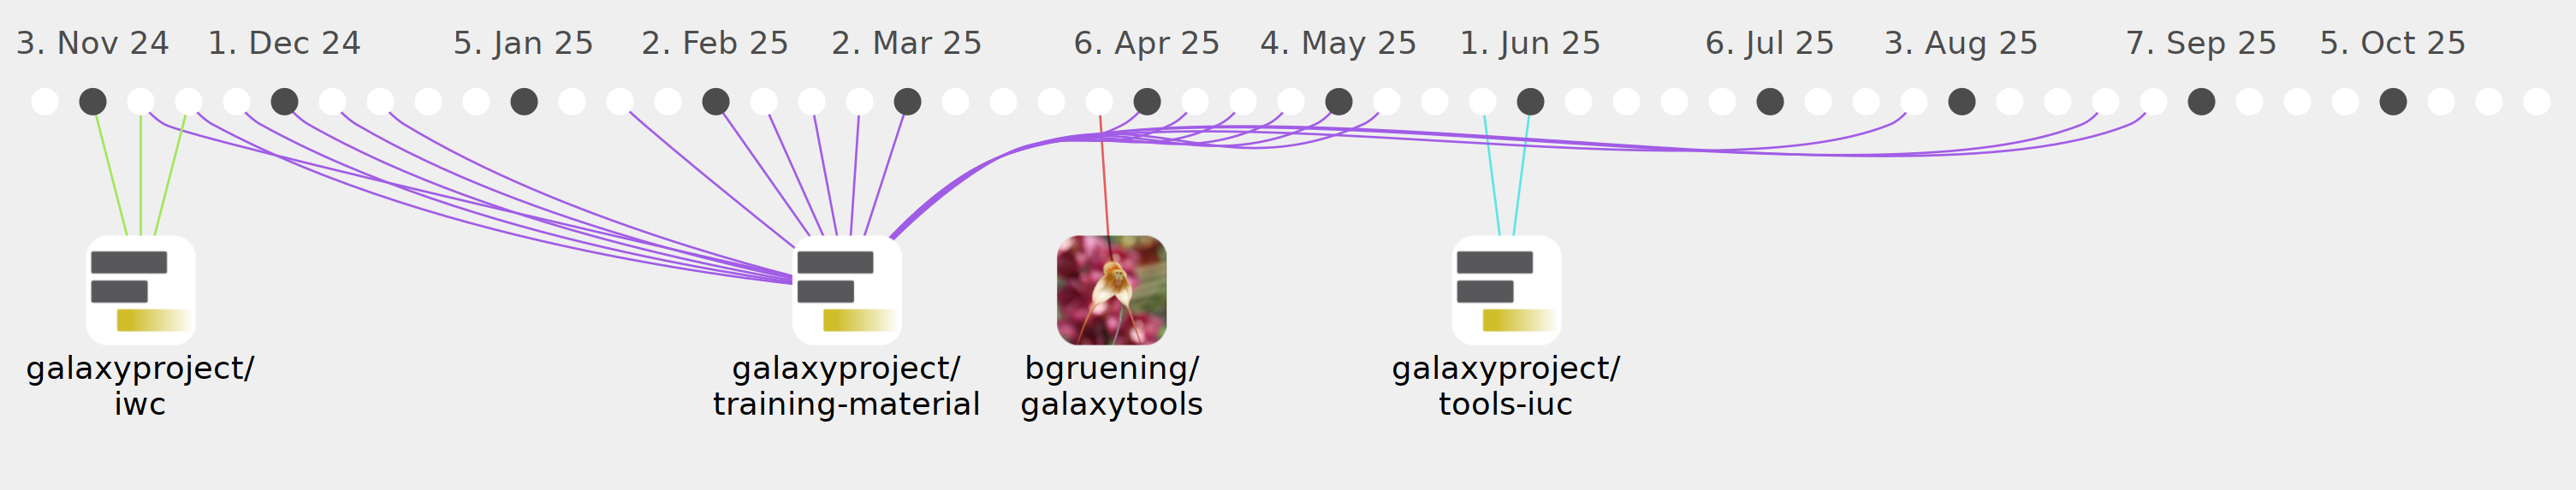 3. Nov 24 1. Dec 24 5. Jan 25 2. Feb 25 2. Mar 25 6. Apr 25 4. May 25 1. Jun 25 6. Jul 25 3. Aug 25 7. Sep 25 5. Oct 25
galaxyproject/
iwc
galaxyproject/
training-material
bgruening/
galaxytools
galaxyproject/
tools-iuc